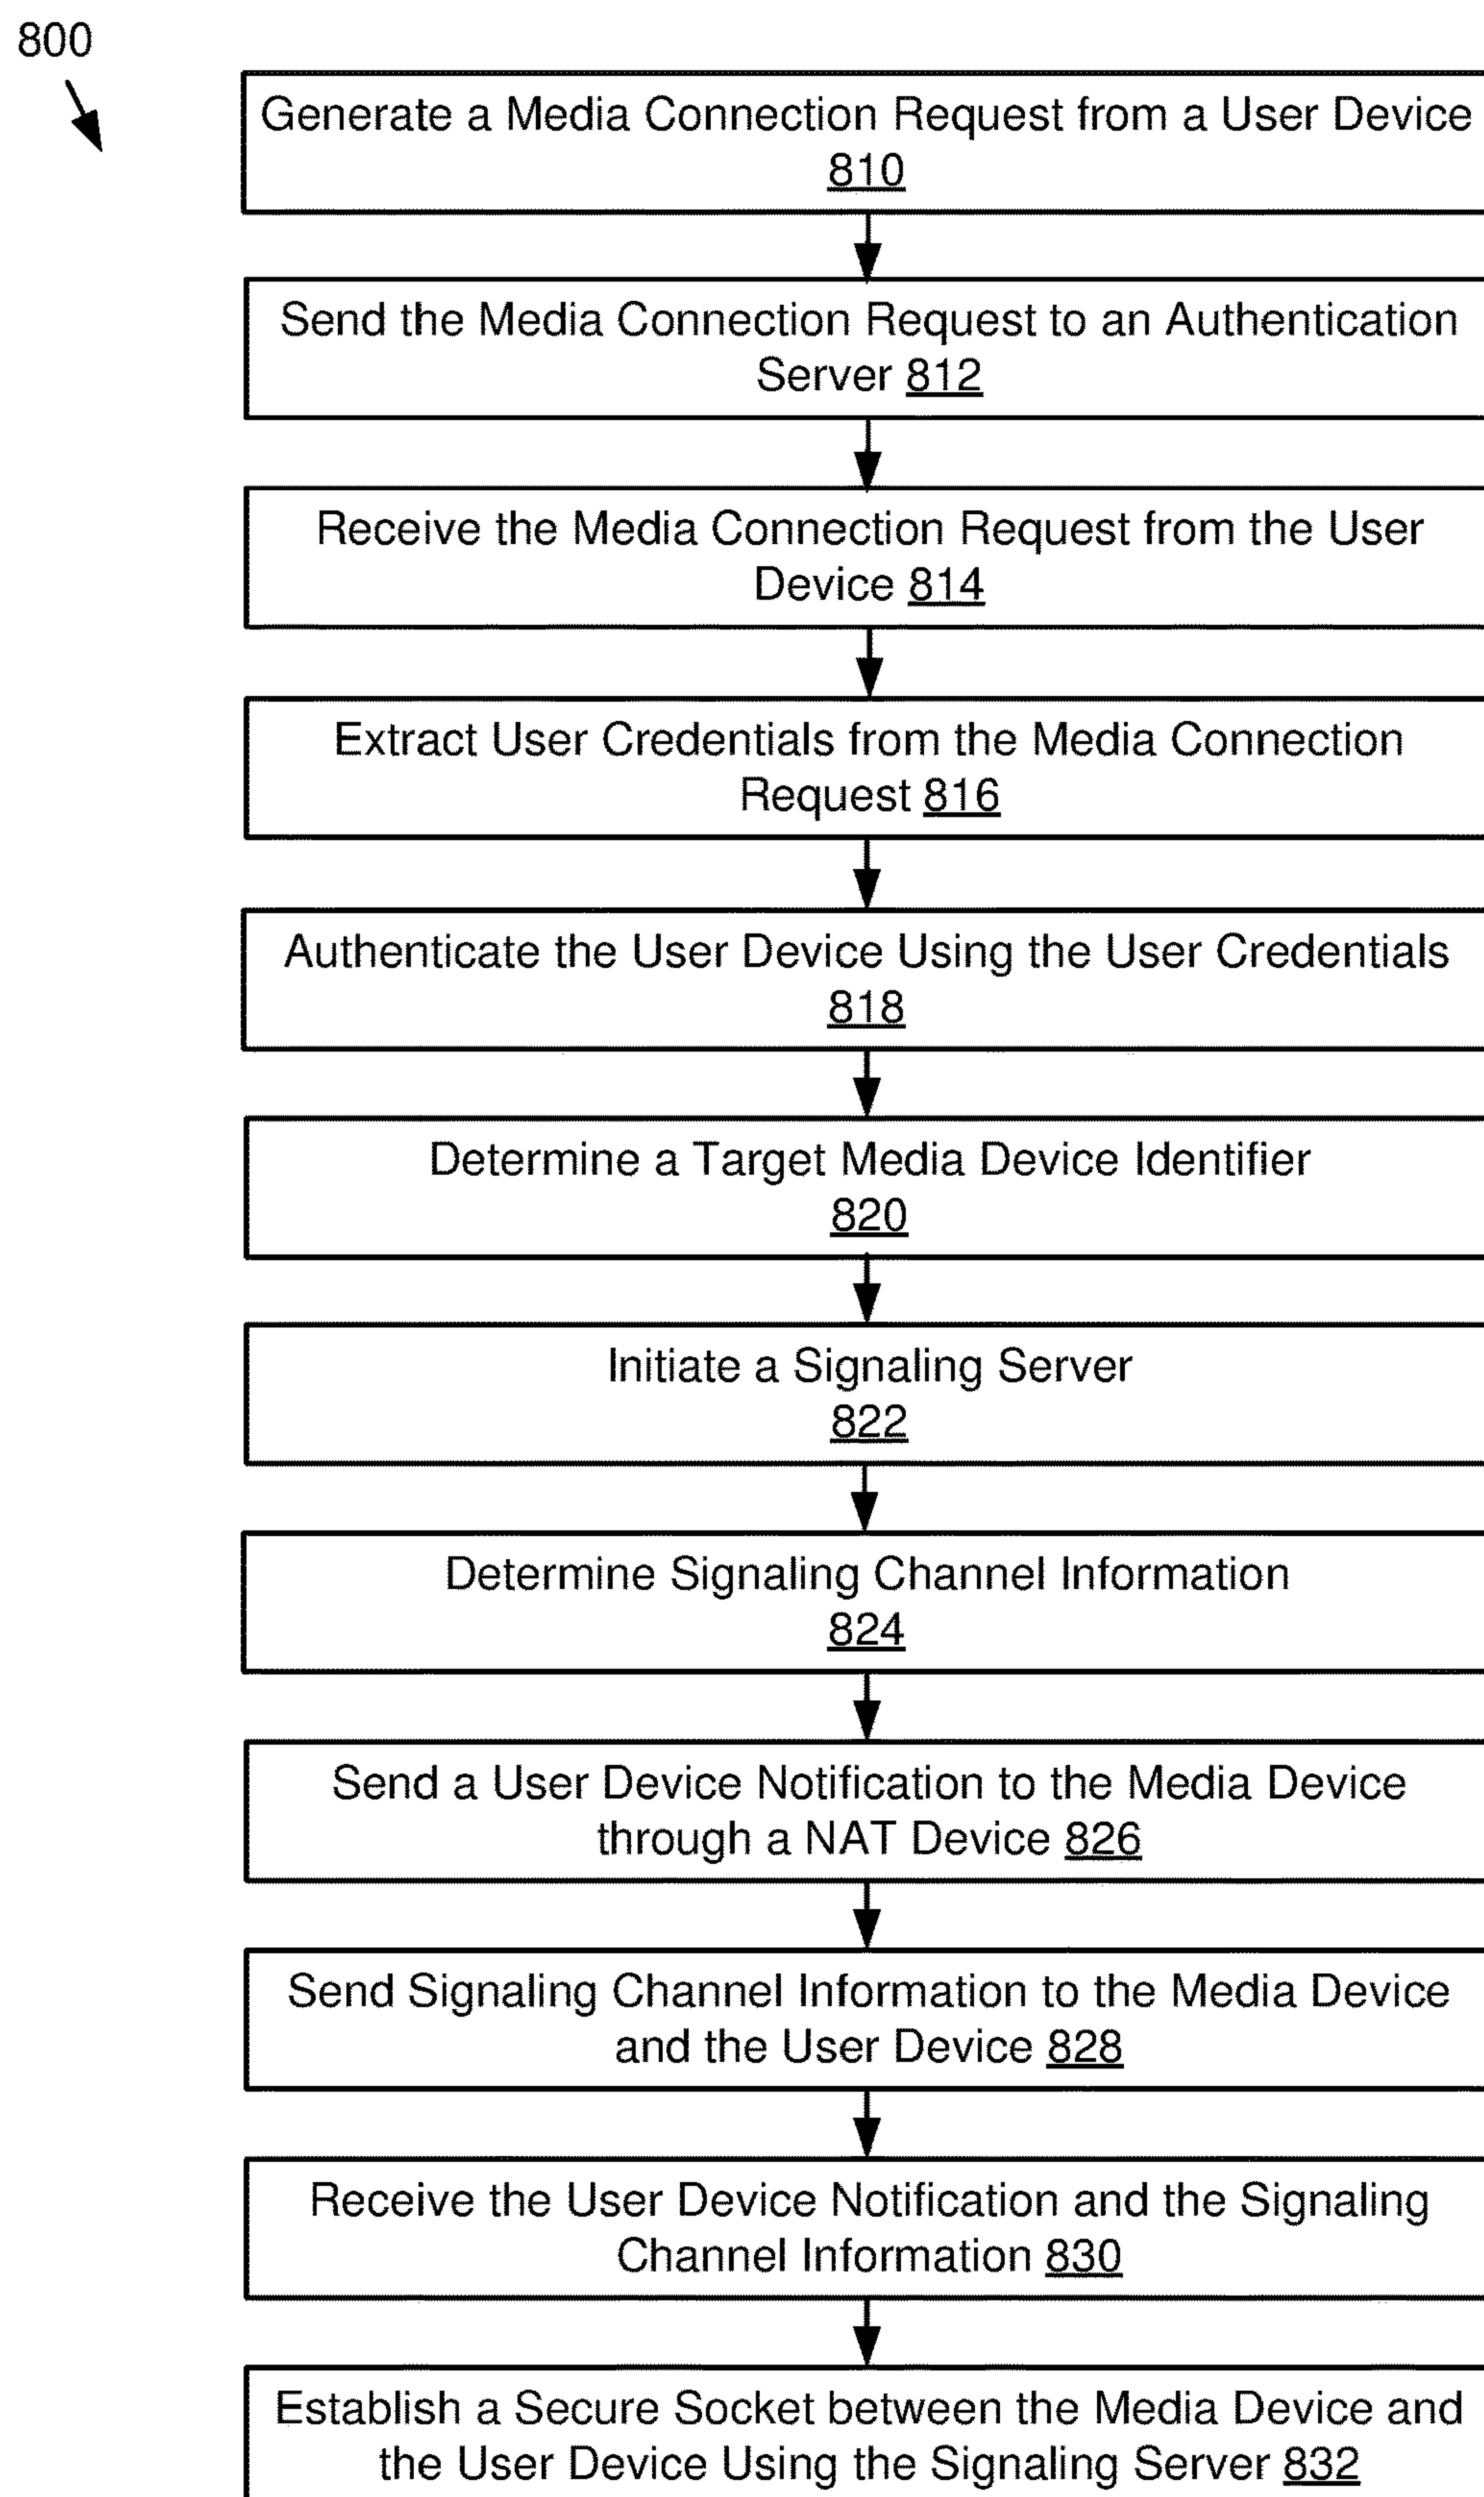 800
Generate a Media Connection Request from a User Device
810
Send the Media Connection Request to an Authentication
Server 812
Receive the Media Connection Request from the User
Device 814
Extract User Credentials from the Media Connection
Request 816
Authenticate the User Device Using the User Credentials
818
Determine a Target Media Device Identifier
820
Initiate a Signaling Server
822
Determine Signaling Channel Information
824
Send a User Device Notification to the Media Device
through a NAT Device 826
Send Signaling Channel Information to the Media Device
and the User Device 828
Receive the User Device Notification and the Signaling
Channel Information 830
Establish a Secure Socket between the Media Device and
the User Device Using the Signaling Server 832